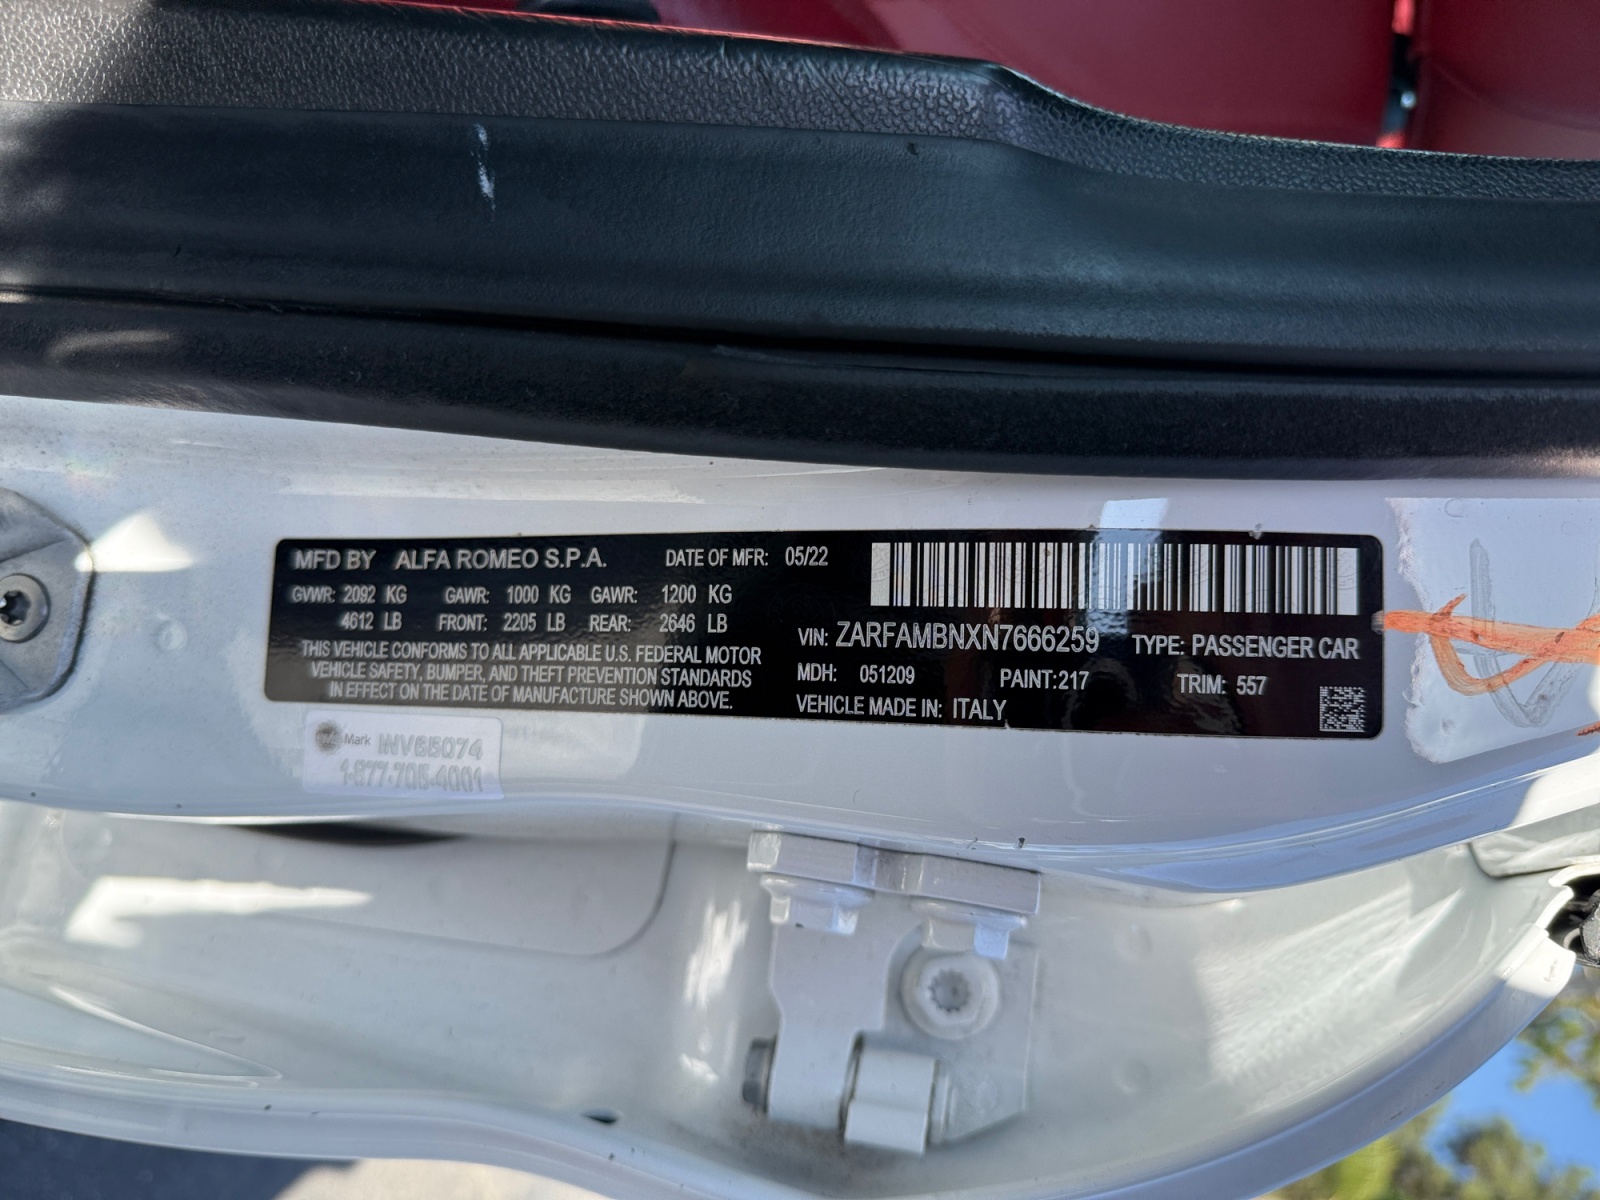 MFD BY ALFA ROMEO S.P.A. DATE OF MFR: 05/22
GVWR: 2092 KG GAWR: 1000 KG GAWR: 1200 KG
4612 LB FRONT: 2205 LB REAR: 2646 LB
THIS VEHICLE CONFORMS TO ALL APPLICABLE U.S. FEDERAL MOTOR
VEHICLE SAFETY, BUMPER, AND THEFT PREVENTION STANDARDS
IN EFFECT ON THE DATE OF MANUFACTURE SHOWN ABOVE.
VIN: ZARFAMBNXN7666259 TYPE: PASSENGER CAR
MDH: 051209 PAINT:217 TRIM: 557
VEHICLE MADE IN: ITALY
Mark INV65074
1-877-705-4001